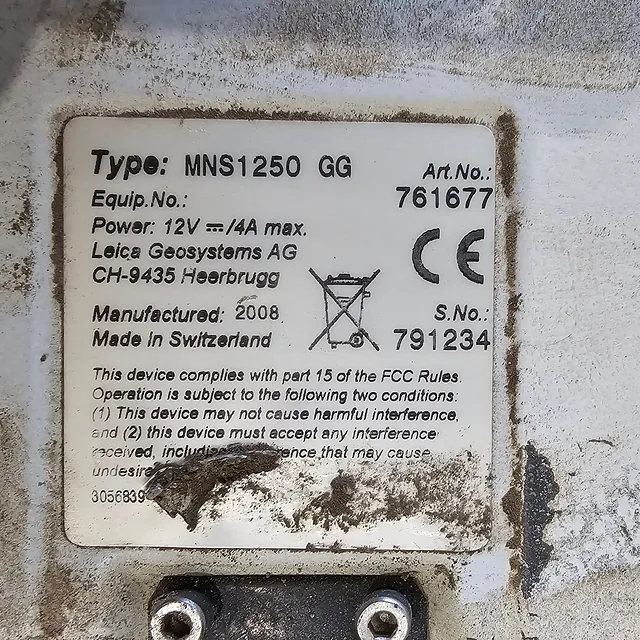 Type: MNS1250 GG
Art.No.:
Equip.No.:
761677
Power: 12V ⎓/4A max.
Leica Geosystems AG
CH-9435 Heerbrugg
CE
Manufactured: 2008
S.No.:
Made in Switzerland
791234
This device complies with part 15 of the FCC Rules.
Operation is subject to the following two conditions:
(1) This device may not cause harmful interference,
and (2) this device must accept any interference
received, that may cause
3056839